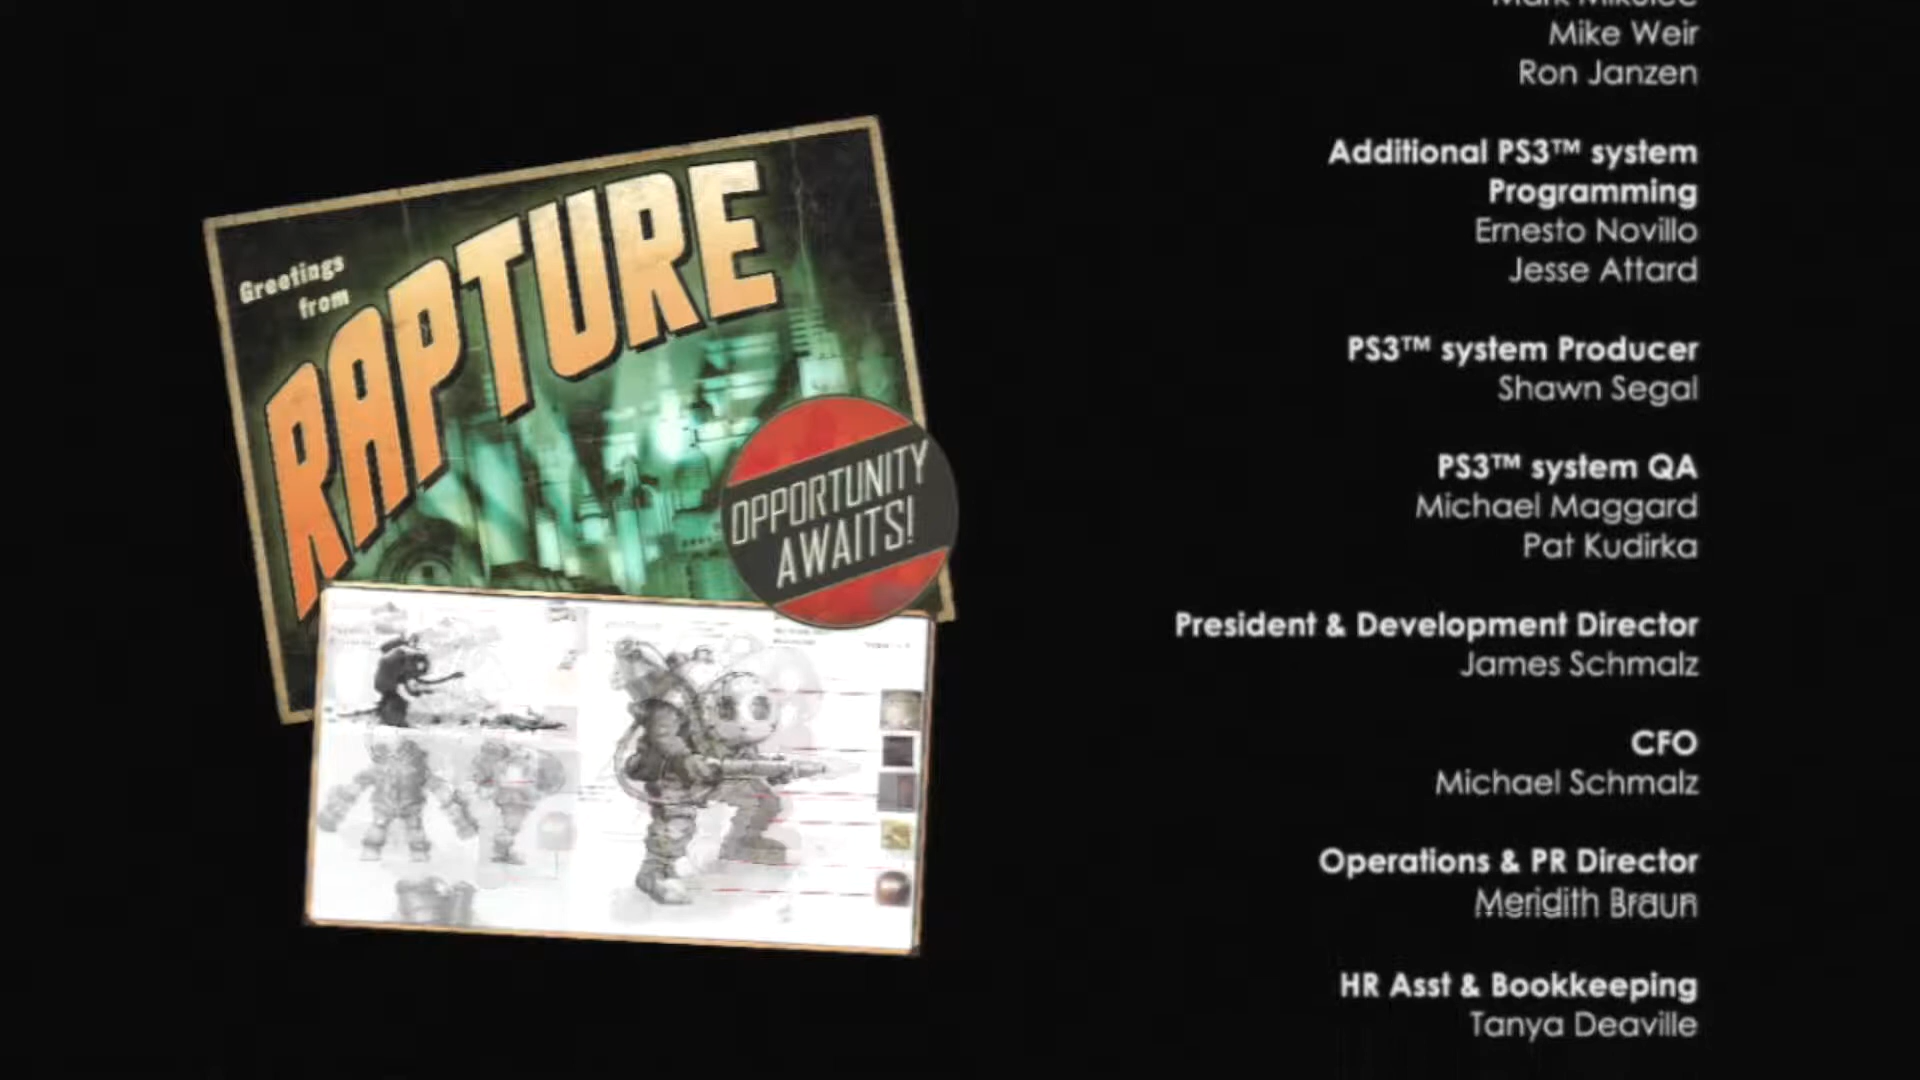 Mike Weir
Ron Janzen
Additional PS3™ system
Programming
Ernesto Novillo
Jesse Attard
PS3™ system Producer
Shawn Segal
PS3™ system QA
Michael Maggard
Pat Kudirka
President & Development Director
James Schmalz
CFO
Michael Schmalz
Operations & PR Director
Meridith Braun
HR Asst & Bookkeeping
Tanya Deaville
Greetings
from
RAPTURE
OPPORTUNITY
AWAITS!